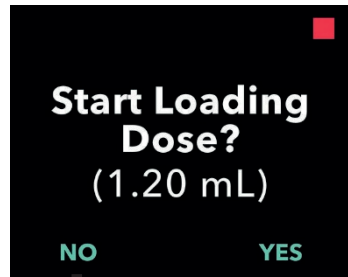 Start Loading
Dose?
(1.20 mL)
NO YES